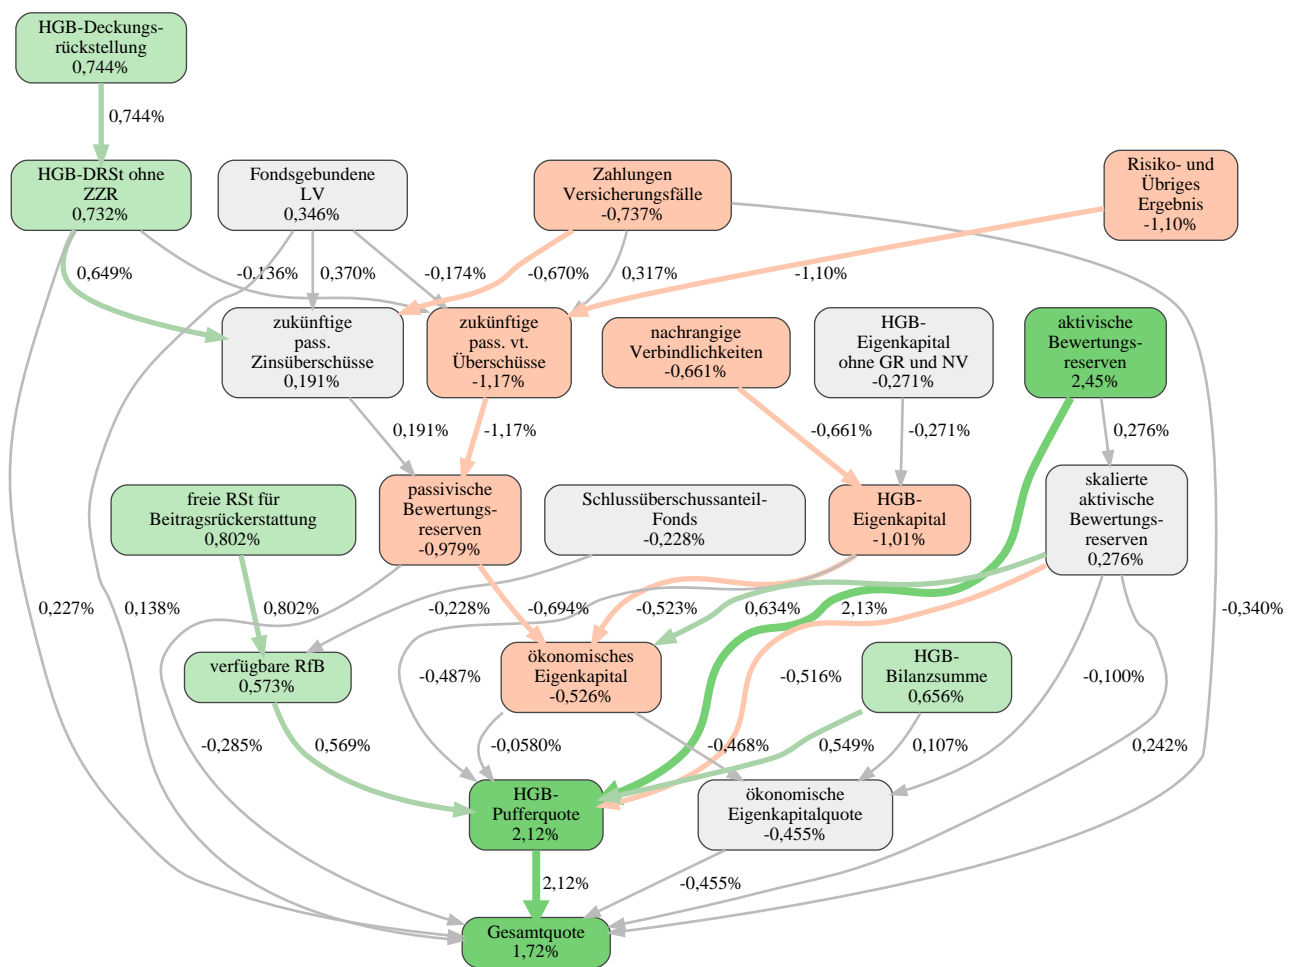 HGB-Deckungs-
rückstellung
0,744%
0,744%
HGB-DRSt ohne
ZZR
0,732%
Fondsgebundene
LV
0,346%
Zahlungen
Versicherungsfälle
-0,737%
Risiko- und
Übriges
Ergebnis
-1,10%
0,649%
-0,136%
0,370%
-0,174%
-0,670%
0,317%
-1,10%
zukünftige
pass.
Zinsüberschüsse
0,191%
zukünftige
pass. vt.
Überschüsse
-1,17%
nachrangige
Verbindlichkeiten
-0,661%
HGB-
Eigenkapital
ohne GR und NV
-0,271%
aktivische
Bewertungs-
reserven
2,45%
0,191%
-1,17%
-0,661%
-0,271%
0,276%
freie RSt für
Beitragsrückerstattung
0,802%
passivische
Bewertungs-
reserven
-0,979%
Schlussüberschussanteil-
Fonds
-0,228%
HGB-
Eigenkapital
-1,01%
skalierte
aktivische
Bewertungs-
reserven
0,276%
0,227%
0,138%
0,802%
-0,228%
-0,694%
-0,523%
0,634%
2,13%
-0,340%
verfügbare RfB
0,573%
ökonomisches
Eigenkapital
-0,526%
HGB-
Bilanzsumme
0,656%
-0,487%
-0,516%
-0,100%
-0,285%
0,569%
-0,0580%
-0,468%
0,549%
0,107%
0,242%
HGB-
Pufferquote
2,12%
ökonomische
Eigenkapitalquote
-0,455%
2,12%
-0,455%
Gesamtquote
1,72%